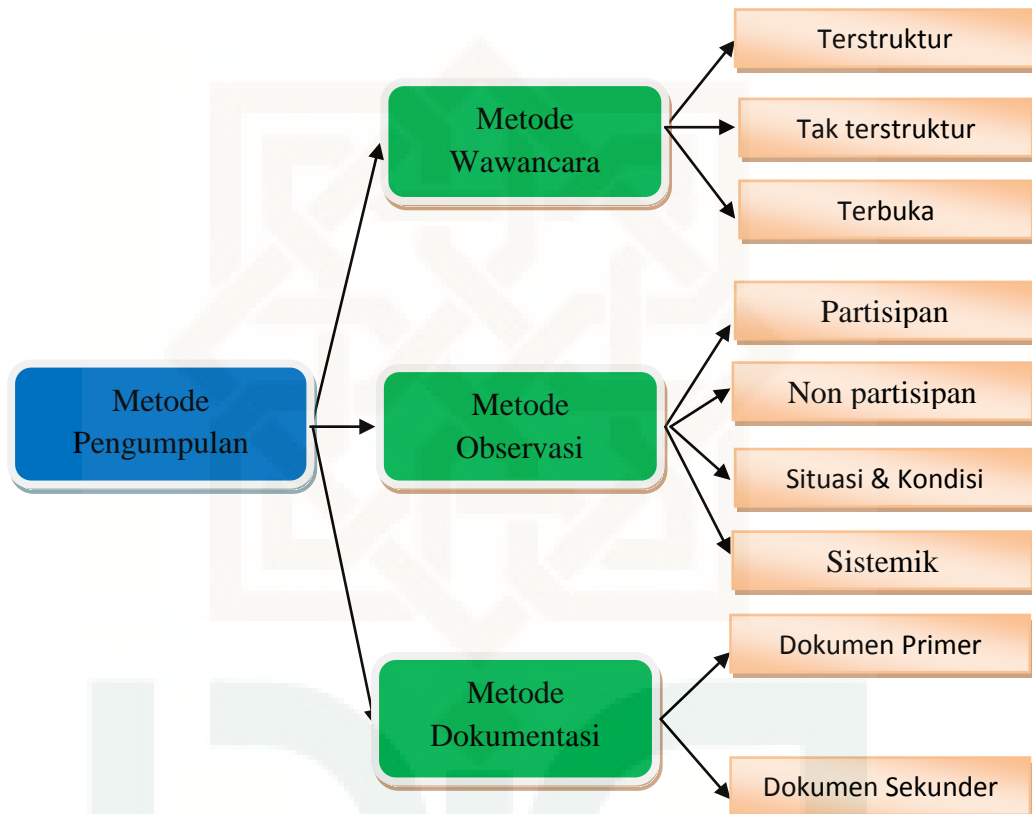 Metode
Pengumpulan
Metode
Wawancara
Terstruktur
Tak terstruktur
Terbuka
Metode
Observasi
Partisipan
Non partisipan
Situasi & Kondisi
Sistemik
Metode
Dokumentasi
Dokumen Primer
Dokumen Sekunder